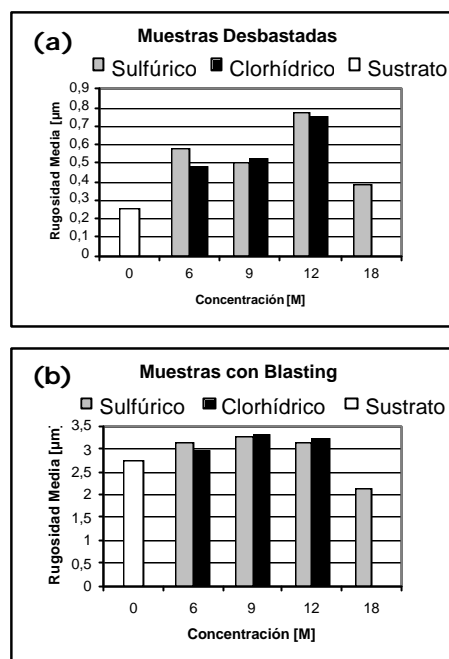 (a)
Muestras Desbastadas
Sulfúrico Clorhídrico Sustrato
Rugosidad Media [µm
0,9
0,8
0,7
0,6
0,5
0,4
0,3
0,2
0,1
0
0 6 9 12 18
Concentración [M]
(b)
Muestras con Blasting
Sulfúrico Clorhídrico Sustrato
Rugosidad Media [µm]
3,5
3
2,5
2
1,5
1
0,5
0
0 6 9 12 18
Concentración [M]